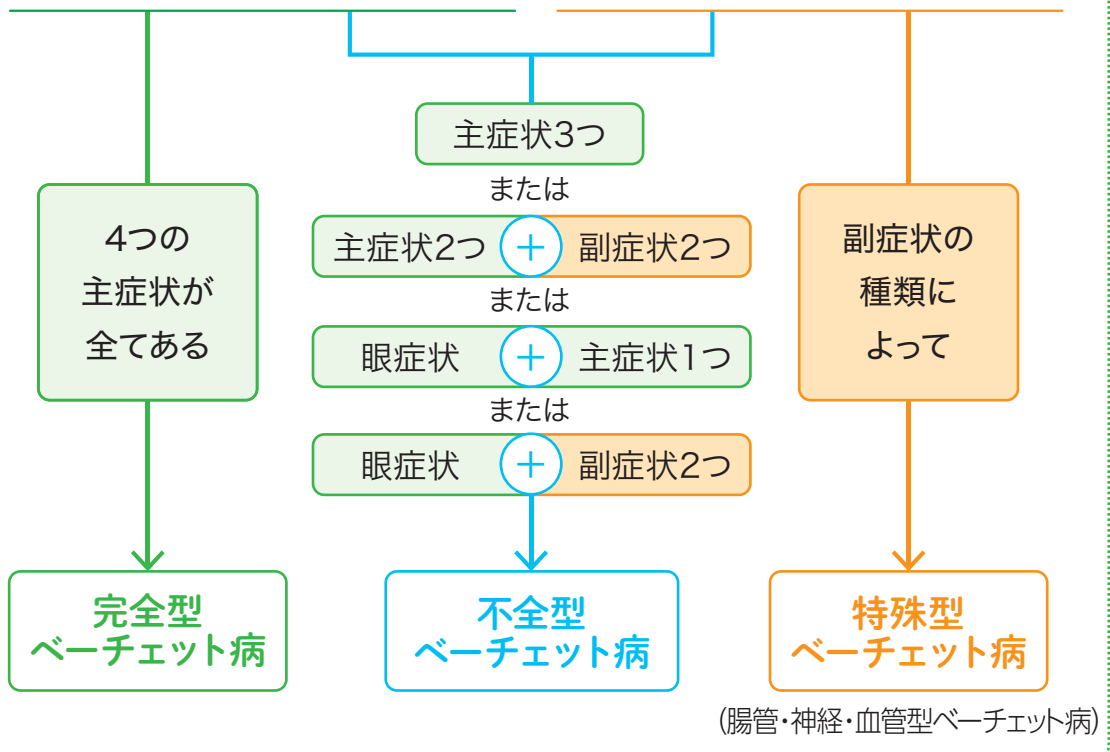 4つの
主症状が
全てある
主症状3つ
または
主症状2つ + 副症状2つ
または
眼症状 + 主症状1つ
または
眼症状 + 副症状2つ
副症状の
種類に
よって
完全型
ベーチェット病
不全型
ベーチェット病
特殊型
ベーチェット病
(腸管・神経・血管型ベーチェット病)